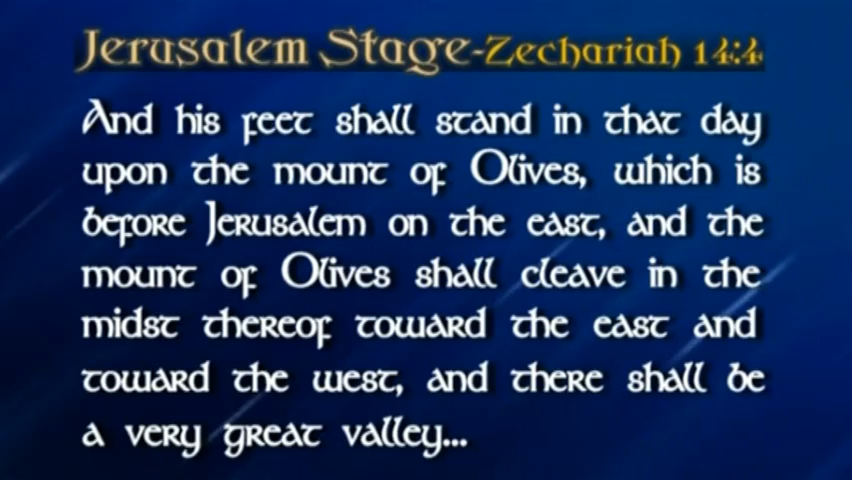 Jerusalem Stage-Zechariah 14:4
And his feet shall stand in that day
upon the mount of Olives, which is
before Jerusalem on the east, and the
mount of Olives shall cleave in the
midst thereof toward the east and
toward the west, and there shall be
a very great valley...